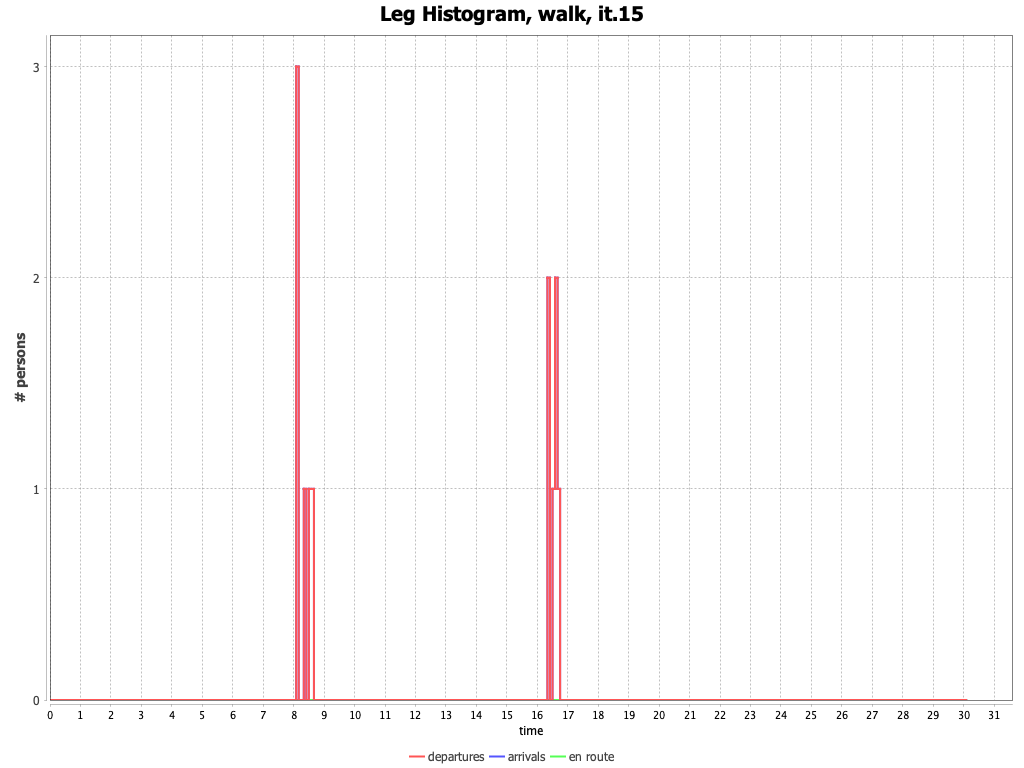 Leg Histogram, walk, it.15
# persons
3
2
1
0
0 1 2 3 4 5 6 7 8 9 10 11 12 13 14 15 16 17 18 19 20 21 22 23 24 25 26 27 28 29 30 31
time
departures arrivals en route